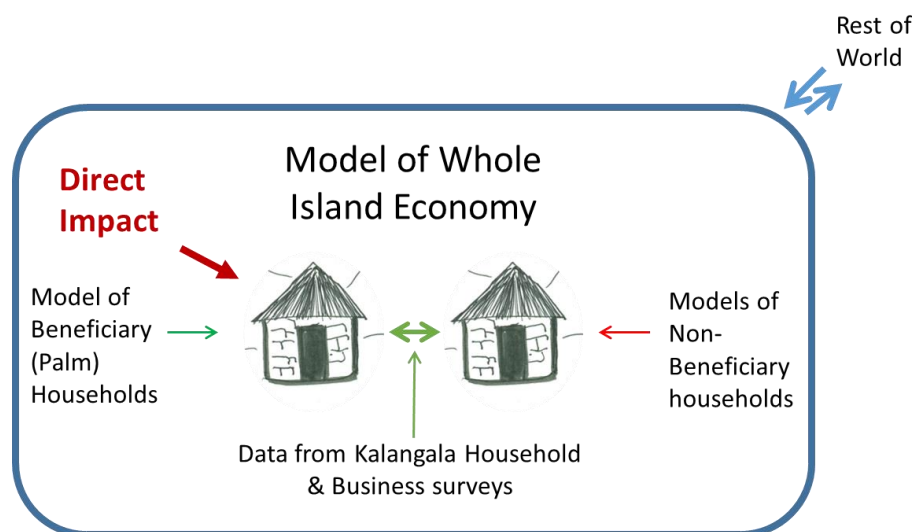 Rest of
World
Model of Whole
Island Economy
Direct
Impact
Model of
Beneficiary
(Palm)
Households
Models of
Non-
Beneficiary
households
Data from Kalangala Household
& Business surveys